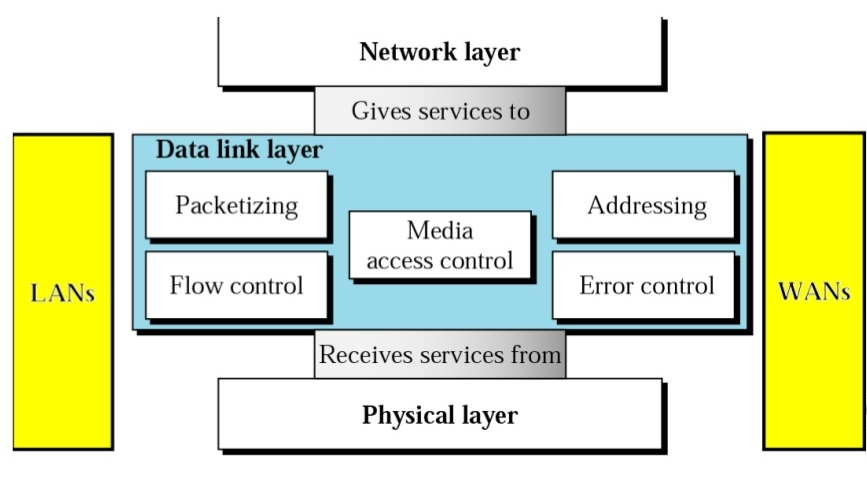 Network layer
Gives services to
Data link layer
Packetizing
Addressing
Media
access control
Flow control
Error control
LANs
WANs
Receives services from
Physical layer